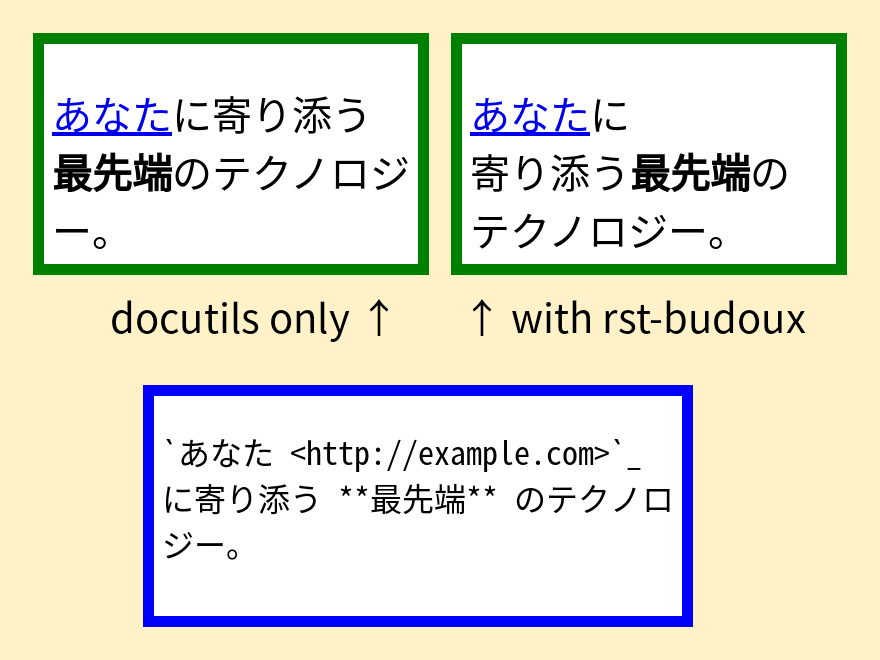 あなたに寄り添う
最先端のテクノロジ
ー。
あなたに
寄り添う最先端の
テクノロジー。
docutils only ↑
↑ with rst-budoux
`あなた <http://example.com>`_
に寄り添う **最先端** のテクノロ
ジー。